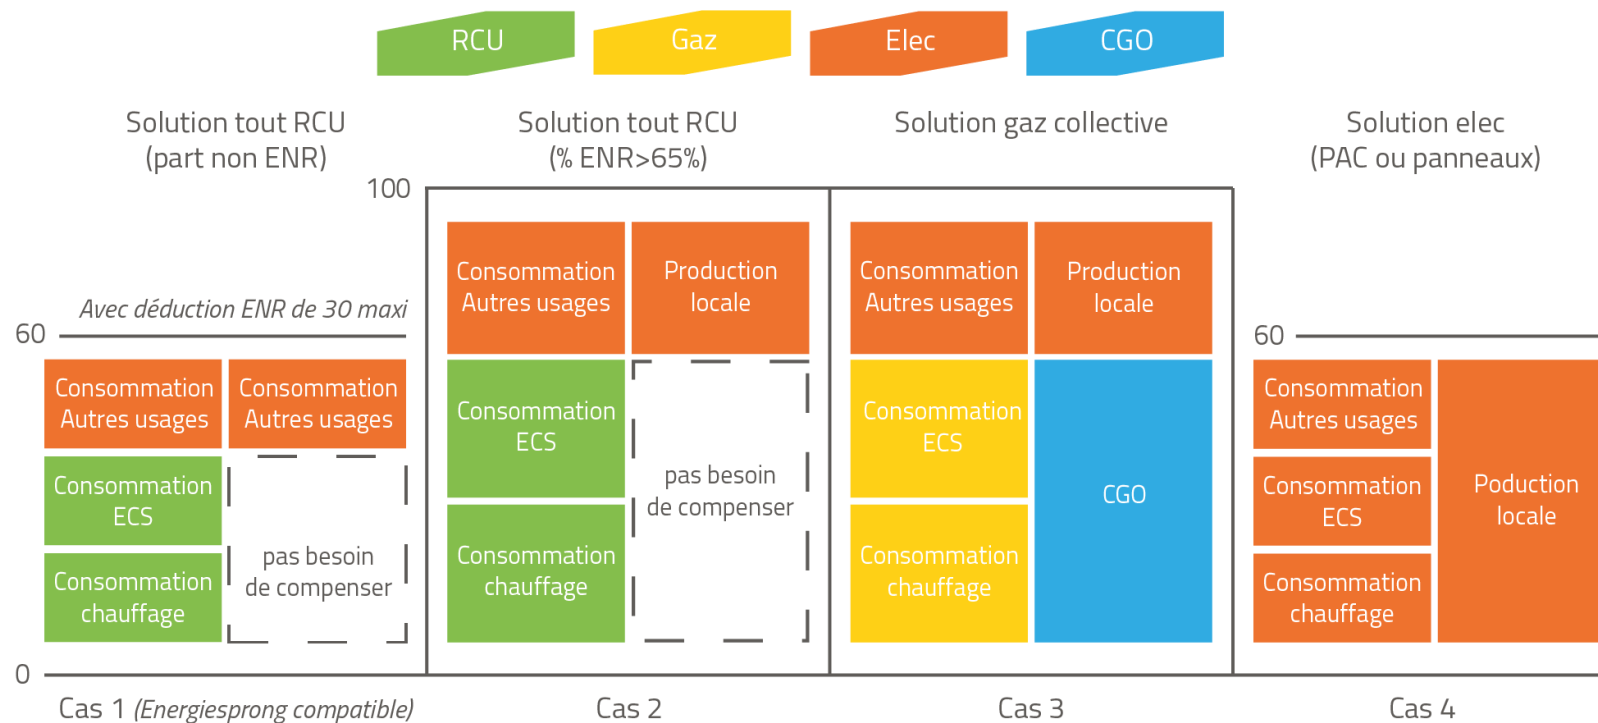 RCU
Gaz
Elec
CGO
Solution tout RCU
(part non ENR)
Solution tout RCU
(% ENR>65%)
Solution gaz collective
Solution elec
(PAC ou panneaux)
100
Avec déduction ENR de 30 maxi
60
60
Consommation
Autres usages
Consommation
Autres usages
Consommation
ECS
Consommation
chauffage
pas besoin
de compenser
Consommation
Autres usages
Production
locale
Consommation
ECS
Consommation
chauffage
pas besoin
de compenser
Consommation
Autres usages
Production
locale
Consommation
ECS
Consommation
chauffage
CGO
Consommation
Autres usages
Consommation
ECS
Consommation
chauffage
Poduction
locale
0
Cas 1 (Energiesprong compatible)
Cas 2
Cas 3
Cas 4